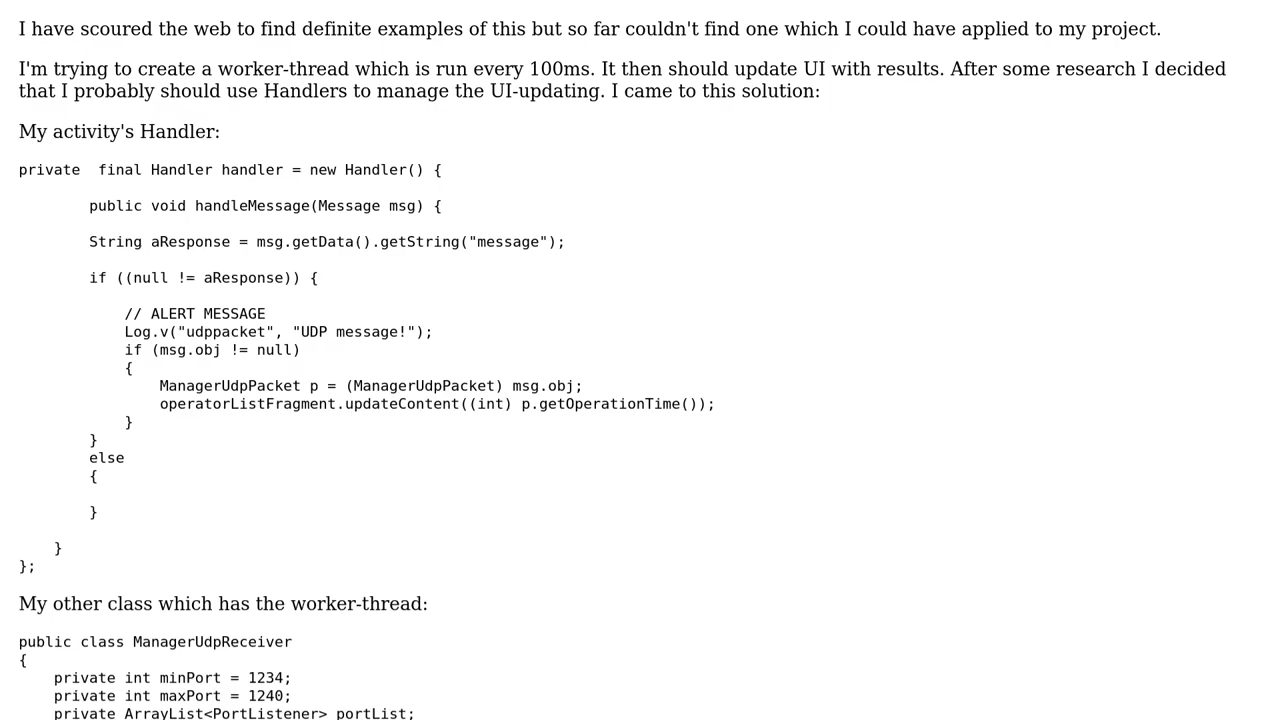 I have scoured the web to find definite examples of this but so far couldn't find one which I could have applied to my project.
I'm trying to create a worker-thread which is run every 100ms. It then should update UI with results. After some research I decided
that I probably should use Handlers to manage the UI-updating. I came to this solution:
My activity's Handler:
private  final Handler handler = new Handler() {
        public void handleMessage(Message msg) {
        String aResponse = msg.getData().getString("message");
        if ((null != aResponse)) {
            // ALERT MESSAGE
            Log.v("udppacket", "UDP message!");
            if (msg.obj != null)
            {
                ManagerUdpPacket p = (ManagerUdpPacket) msg.obj;
                operatorListFragment.updateContent((int) p.getOperationTime());
            }
        }
        else
        {
        }
    }
};
My other class which has the worker-thread:
public class ManagerUdpReceiver
{
    private int minPort = 1234;
    private int maxPort = 1240;
    private ArrayList<PortListener> portList;